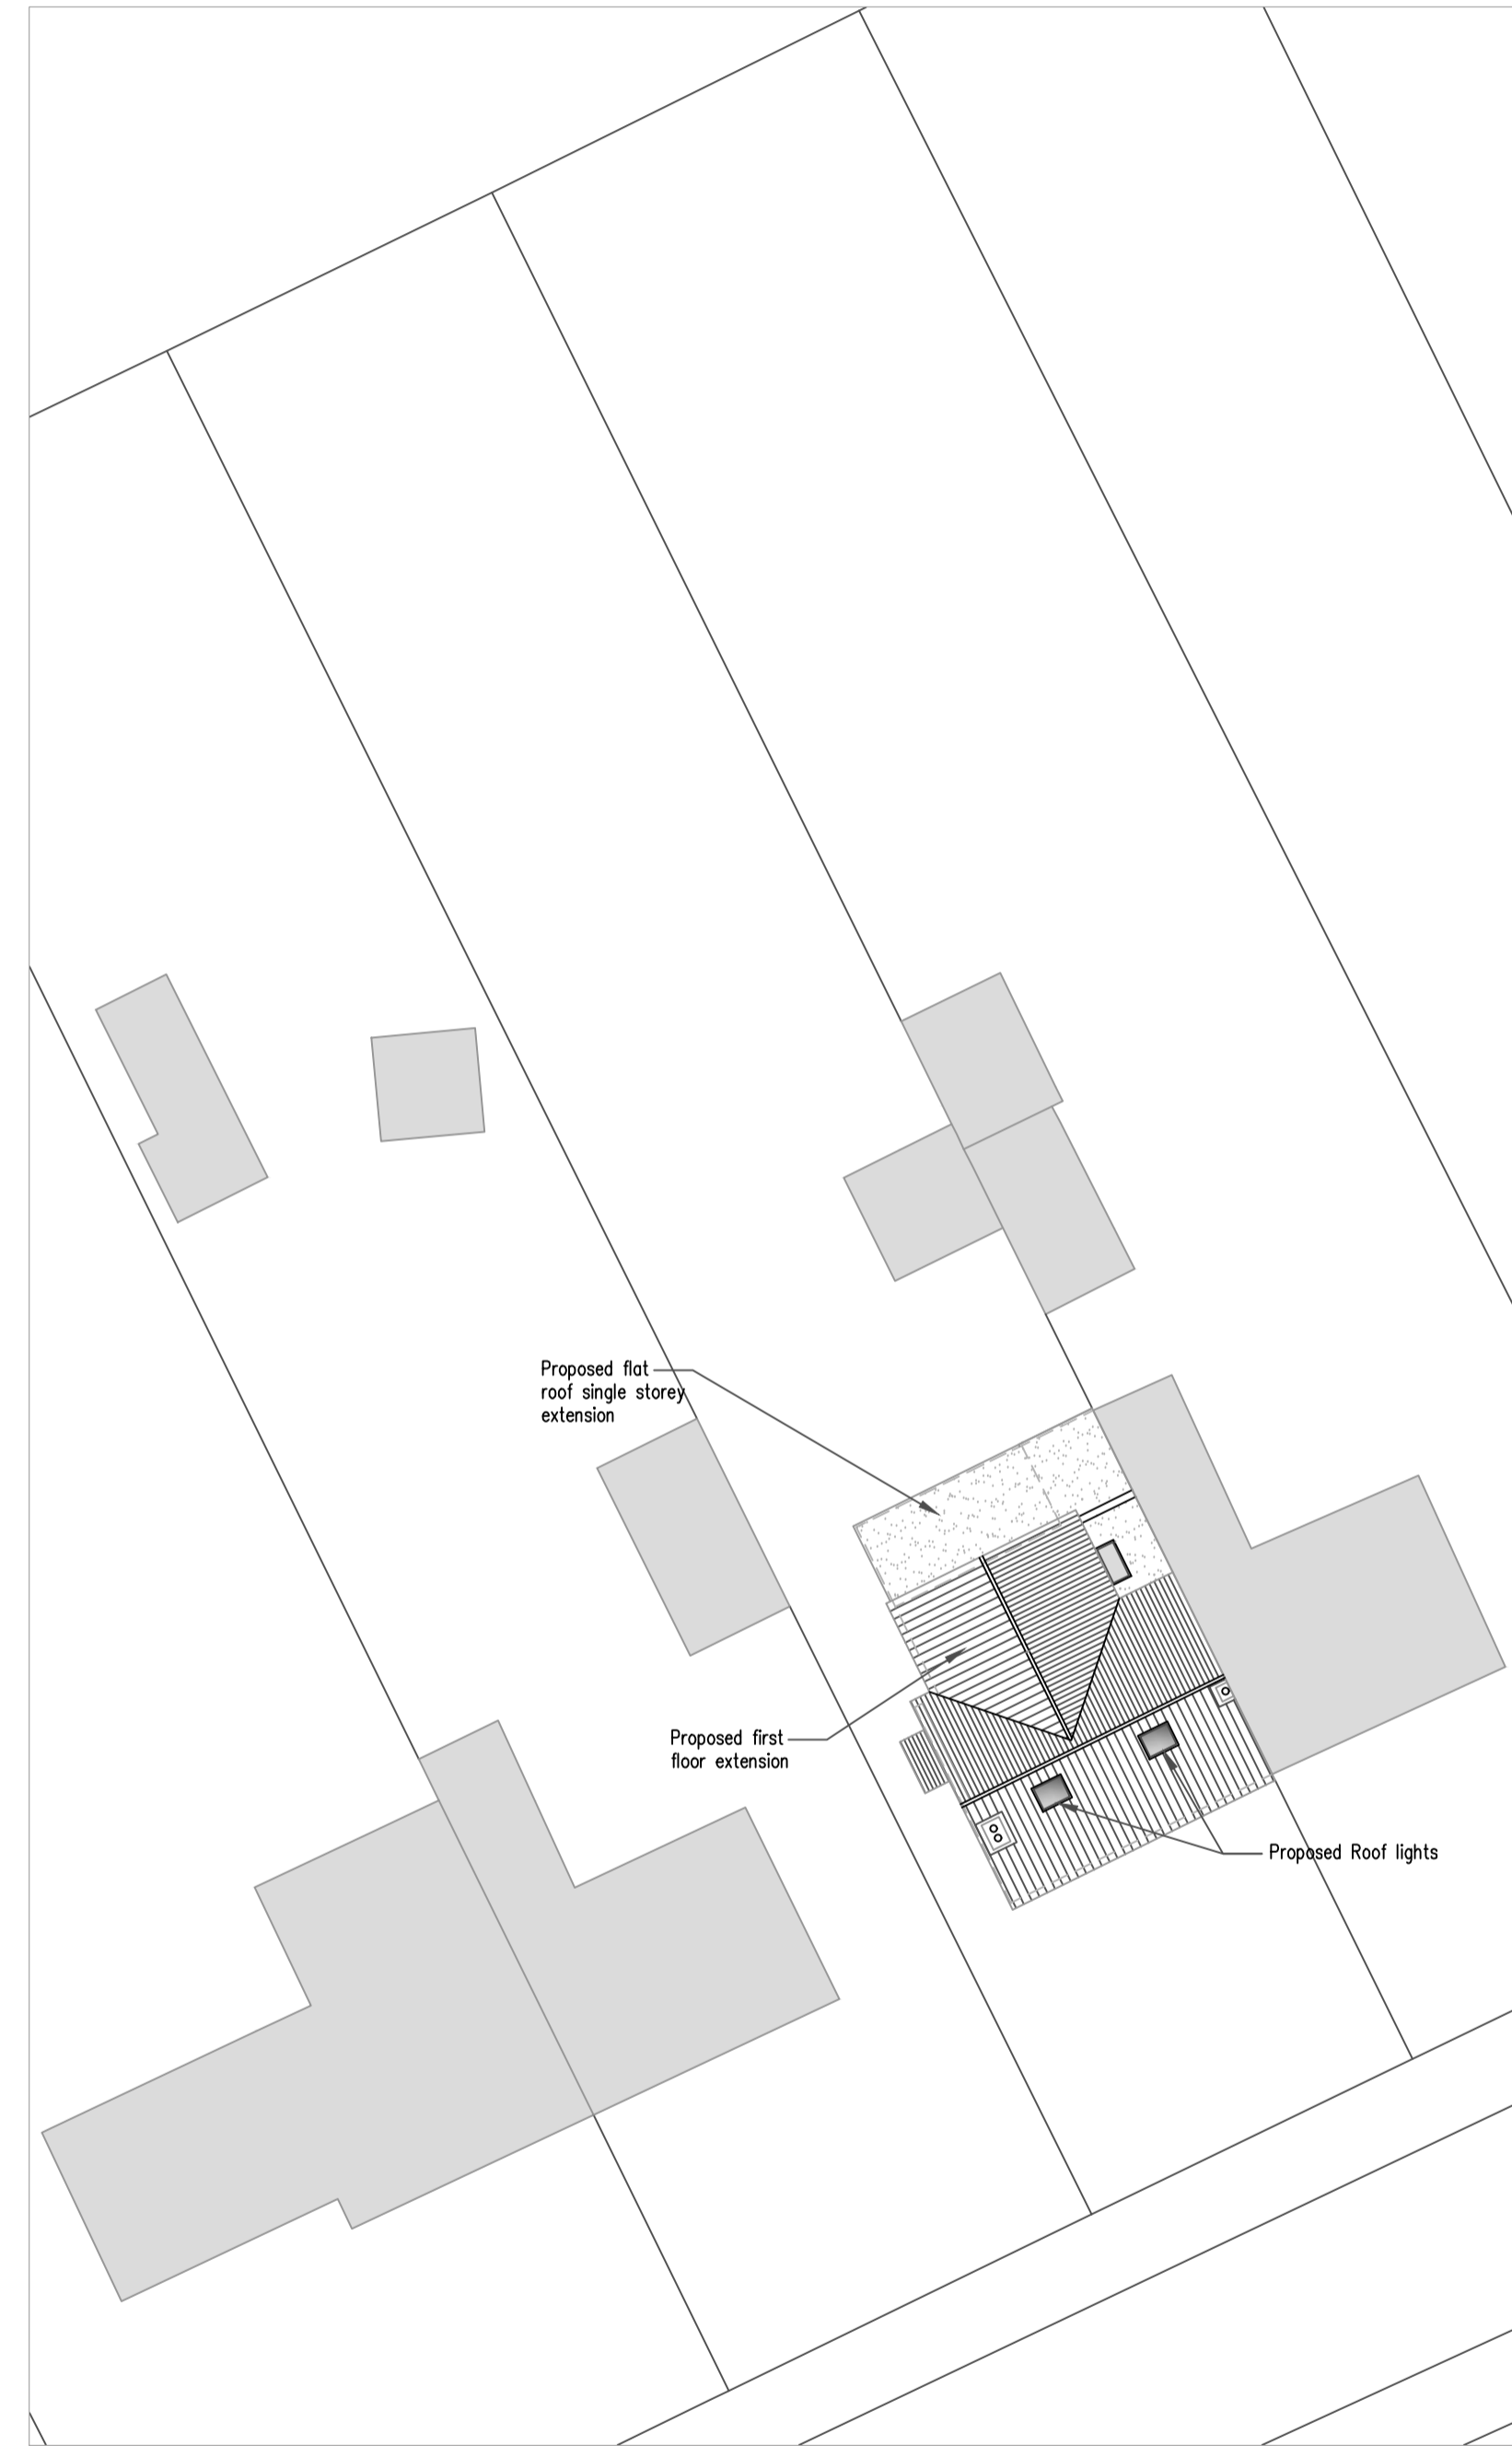 Proposed flat
roof single storey
extension
Proposed first
floor extension
Proposed Roof lights